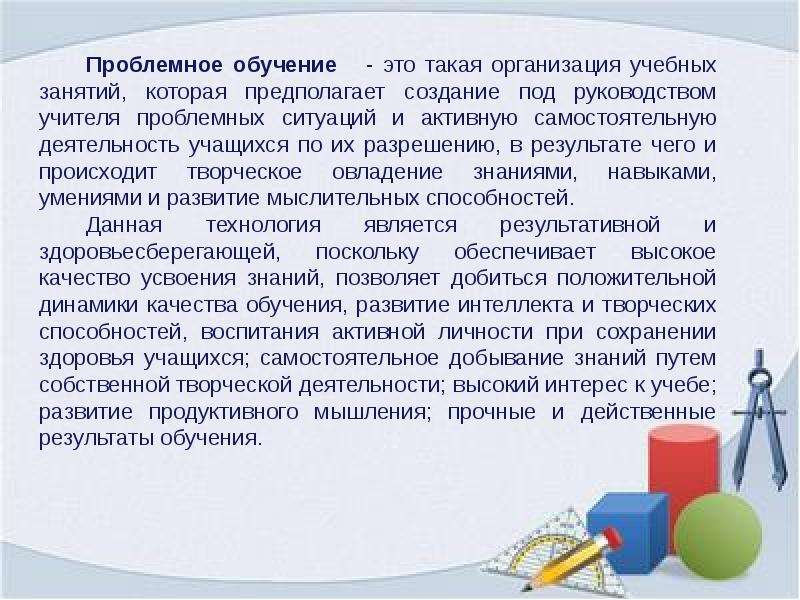 Проблемное обучение - это такая организация учебных
занятий, которая предполагает создание под руководством
учителя проблемных ситуаций и активную самостоятельную
деятельность учащихся по их разрешению, в результате чего и
происходит творческое овладение знаниями, навыками,
умениями и развитие мыслительных способностей.
Данная технология является результативной и
здоровьесберегающей, поскольку обеспечивает высокое
качество усвоения знаний, позволяет добиться положительной
динамики качества обучения, развитие интеллекта и творческих
способностей, воспитания активной личности при сохранении
здоровья учащихся; самостоятельное добывание знаний путем
собственной творческой деятельности; высокий интерес к учебе;
развитие продуктивного мышления; прочные и действенные
результаты обучения.